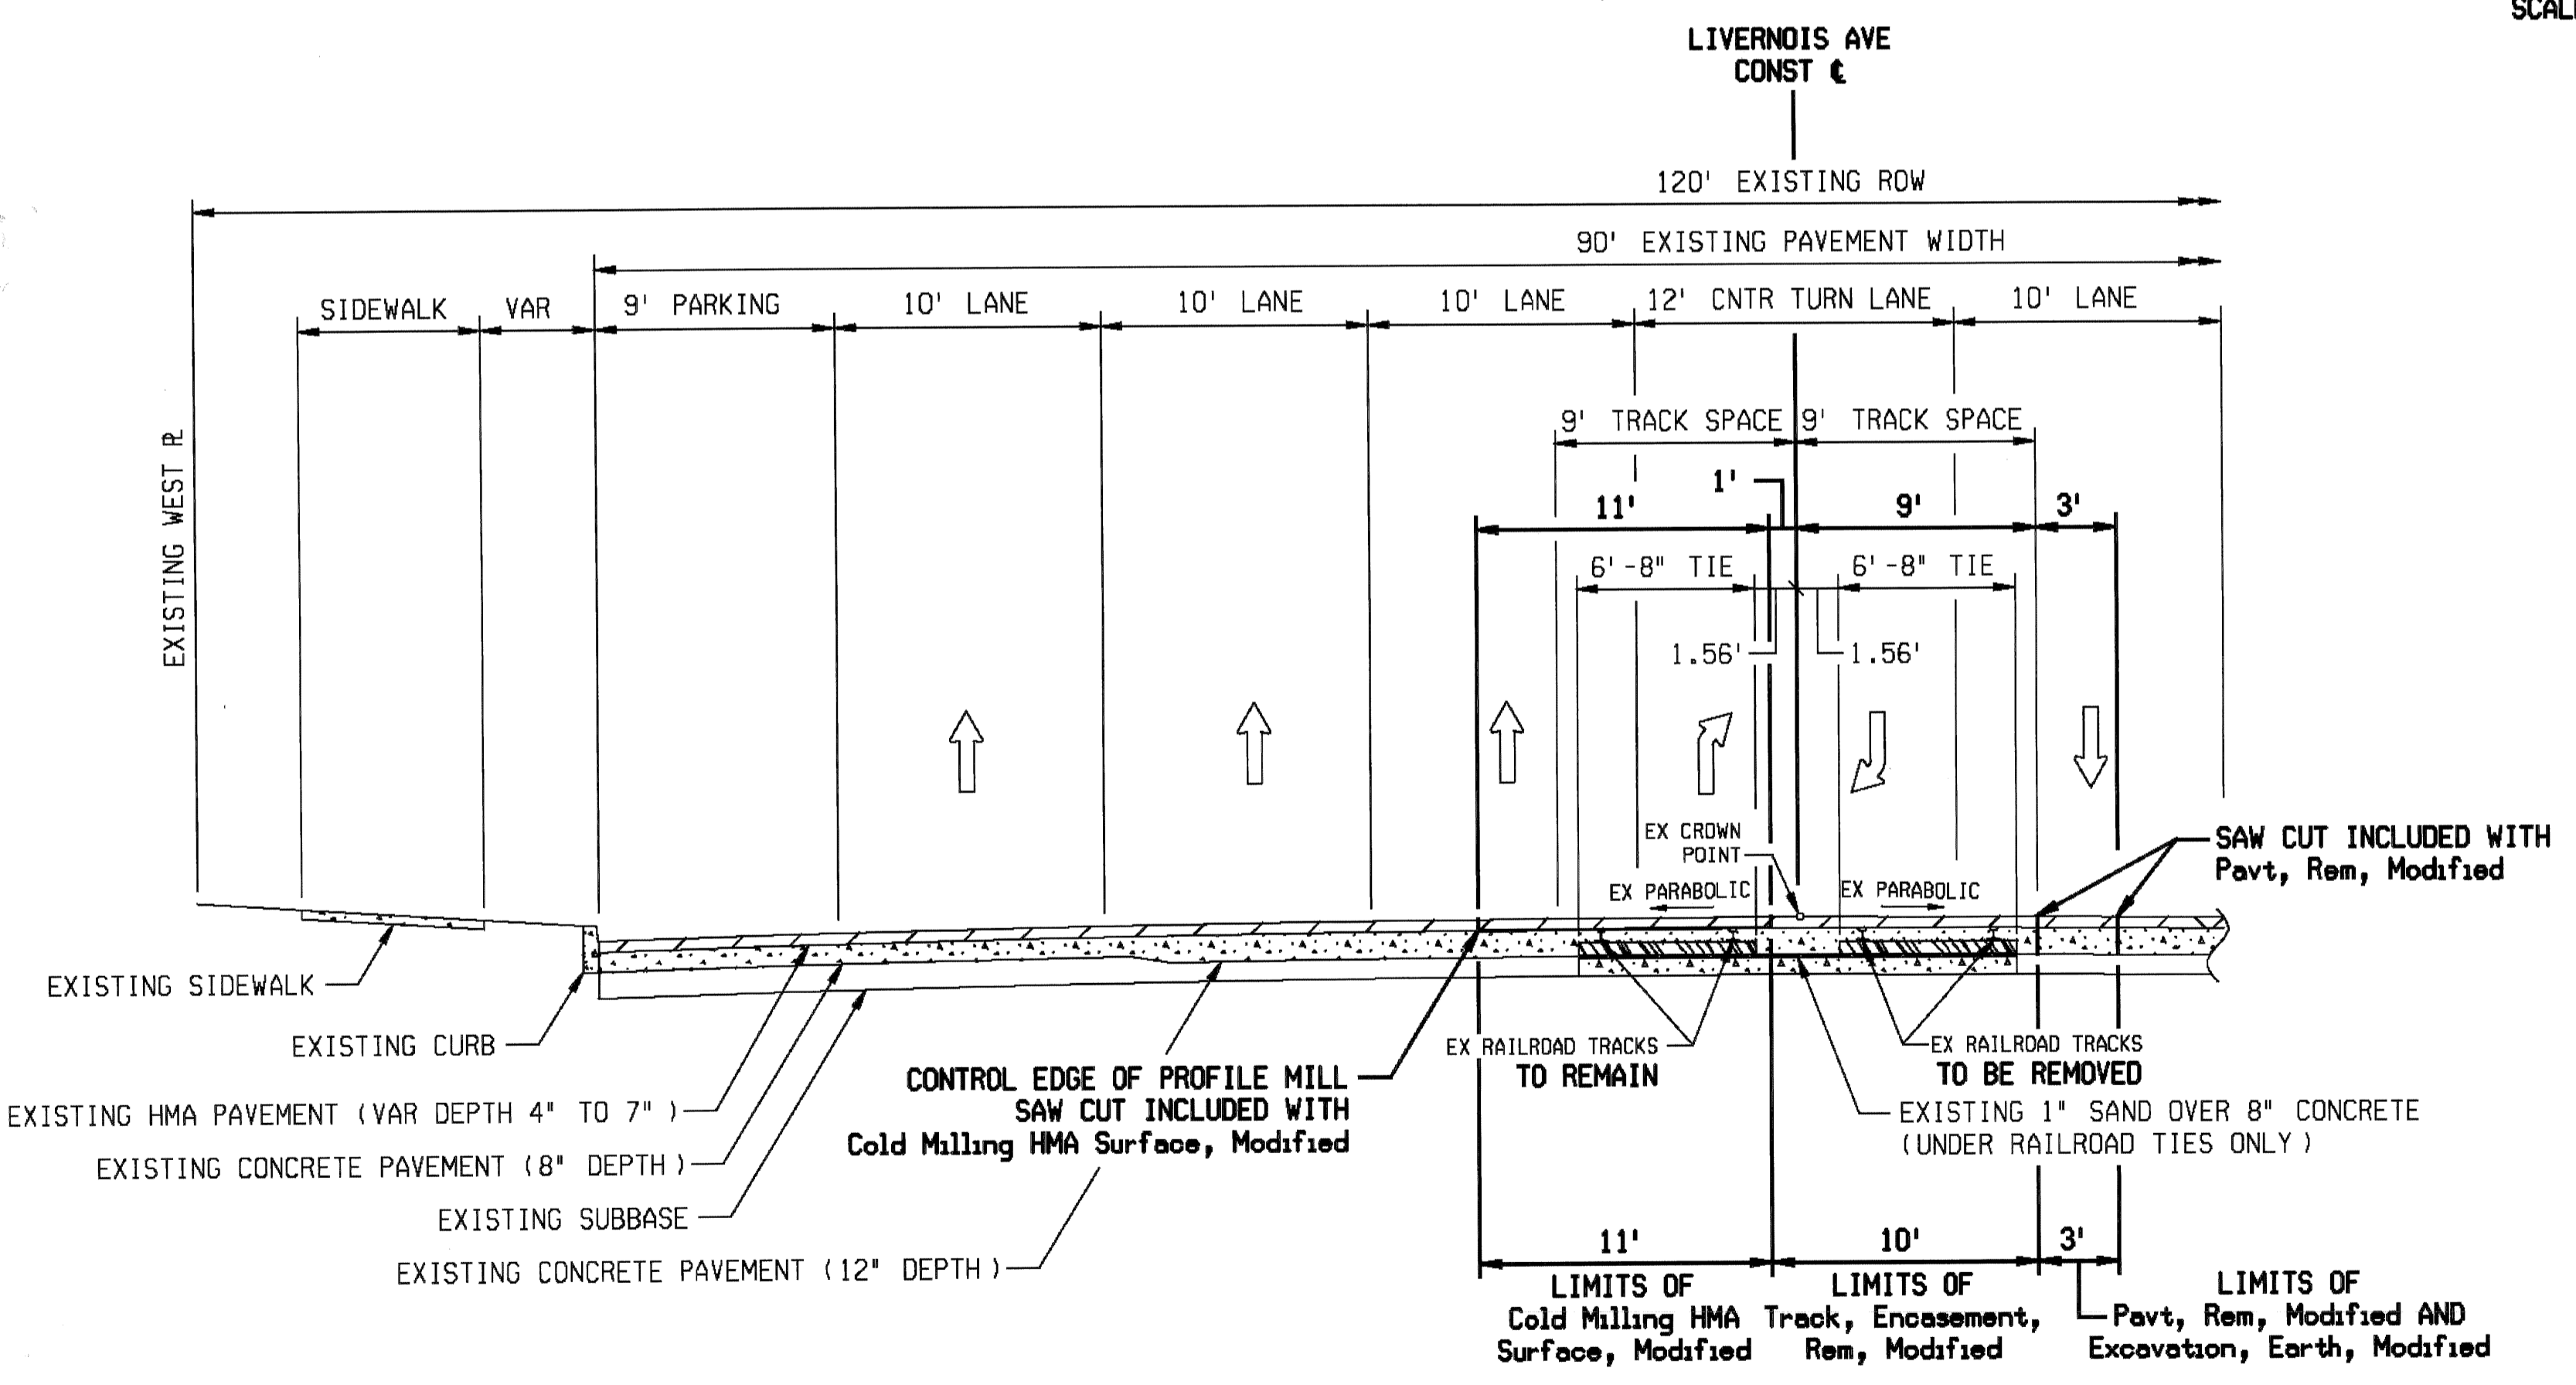 SCAL
LIVERNOIS AVE
CONST ℄
120' EXISTING ROW
90' EXISTING PAVEMENT WIDTH
SIDEWALK
VAR
9' PARKING
10' LANE
10' LANE
10' LANE
12' CNTR TURN LANE
10' LANE
EXISTING WEST ⅊
9' TRACK SPACE
9' TRACK SPACE
1'
11'
9'
3'
6'-8" TIE
6'-8" TIE
1.56'
1.56'
EX CROWN
POINT
EX PARABOLIC
EX PARABOLIC
SAW CUT INCLUDED WITH
Pavt, Rem, Modified
EXISTING SIDEWALK
EXISTING CURB
EXISTING HMA PAVEMENT (VAR DEPTH 4" TO 7")
EXISTING CONCRETE PAVEMENT (8" DEPTH)
EXISTING SUBBASE
EXISTING CONCRETE PAVEMENT (12" DEPTH)
CONTROL EDGE OF PROFILE MILL
SAW CUT INCLUDED WITH
Cold Milling HMA Surface, Modified
EX RAILROAD TRACKS
TO REMAIN
EX RAILROAD TRACKS
TO BE REMOVED
EXISTING 1" SAND OVER 8" CONCRETE
(UNDER RAILROAD TIES ONLY)
11'
10'
3'
LIMITS OF
Cold Milling HMA
Surface, Modified
LIMITS OF
Track, Encasement,
Rem, Modified
LIMITS OF
Pavt, Rem, Modified AND
Excavation, Earth, Modified